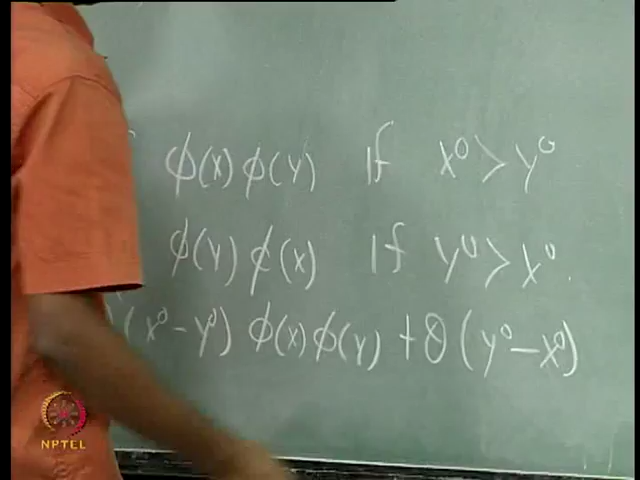 ϕ(x) ϕ(y) if x⁰ > y⁰
ϕ(y) ϕ(x) if y⁰ > x⁰.
(x⁰ - y⁰) ϕ(x) ϕ(y) + θ (y⁰ - x⁰)
NPTEL